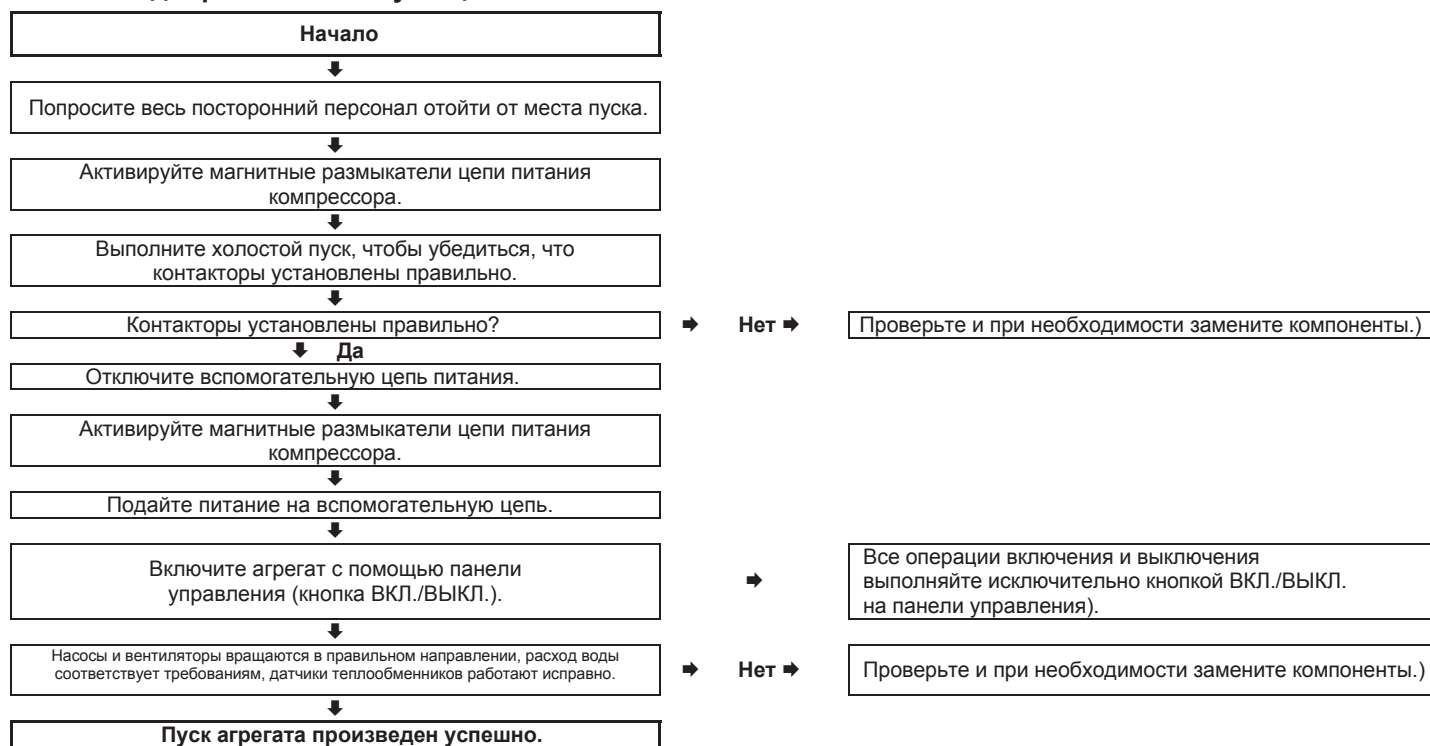 Начало
Попросите весь посторонний персонал отойти от места пуска.
Активируйте магнитные размыкатели цепи питания
компрессора.
Выполните холостой пуск, чтобы убедиться, что
контакторы установлены правильно.
Контакторы установлены правильно?
Нет
Проверьте и при необходимости замените компоненты.)
Да
Отключите вспомогательную цепь питания.
Активируйте магнитные размыкатели цепи питания
компрессора.
Подайте питание на вспомогательную цепь.
Включите агрегат с помощью панели
управления (кнопка ВКЛ./ВЫКЛ.).
Все операции включения и выключения
выполняйте исключительно кнопкой ВКЛ./ВЫКЛ.
на панели управления).
Насосы и вентиляторы вращаются в правильном направлении, расход воды
соответствует требованиям, датчики теплообменников работают исправно.
Нет
Проверьте и при необходимости замените компоненты.)
Пуск агрегата произведен успешно.